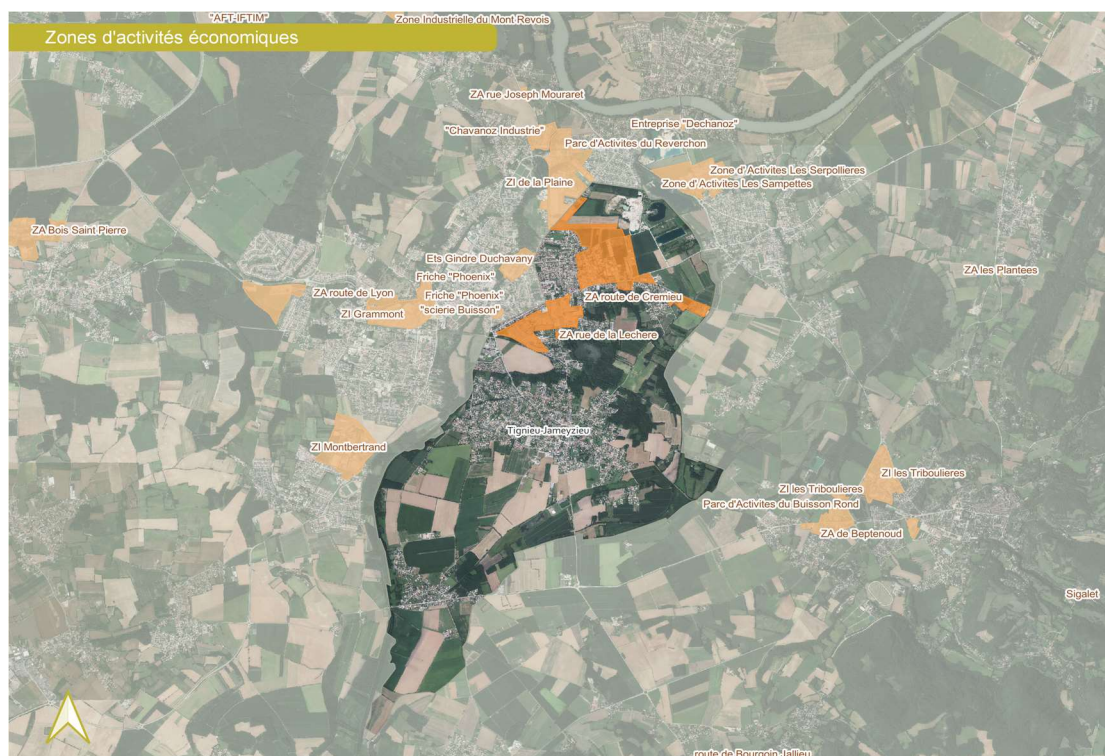 "AFT-IFTIM"
Zone Industrielle du Mont Revois
Zones d'activités économiques
ZA rue Joseph Mouraret
"Chavanoz Industrie"
Entreprise "Dechanoz"
Parc d'Activites du Reverchon
Zone d' Activites Les Serpollieres
ZI de la Plaine
Zone d' Activites Les Sampettes
ZA Bois Saint Pierre
Ets Gindre Duchavany
ZA les Plantees
Friche "Phoenix"
ZA route de Lyon
Friche "Phoenix"
ZA route de Cremieu
ZI Grammont
"scierie Buisson"
ZA rue de la Lechere
Tignieu-Jameyzieu
ZI Montbertrand
ZI les Triboulieres
ZI les Triboulieres
Parc d'Activites du Buisson Rond
ZA de Beptenoud
Sigalet
route de Bourgoin Jallieu